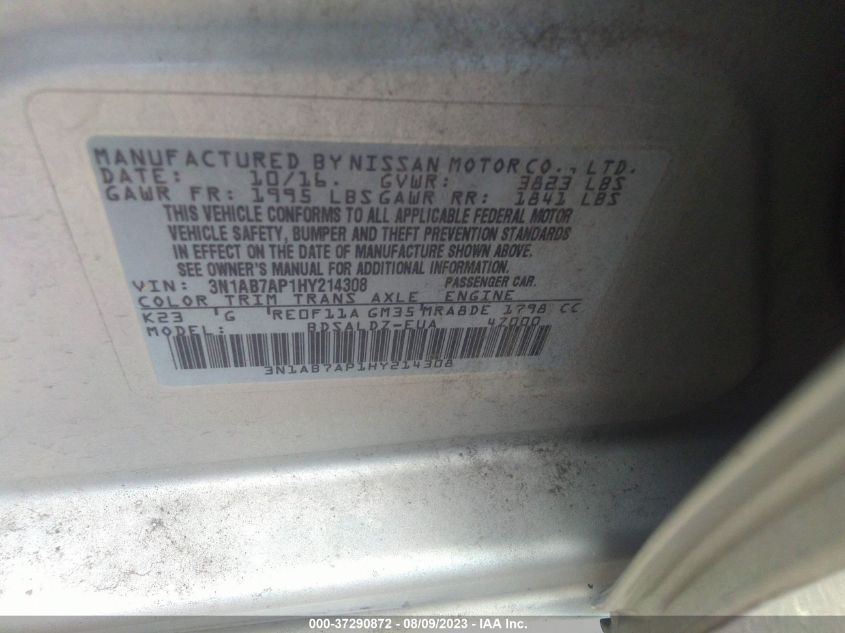 MANUFACTURED BY NISSAN MOTOR CO., LTD.
DATE: 10/16. GVWR: 3823 LBS
GAWR FR: 1995 LBS GAWR RR: 1841 LBS
THIS VEHICLE CONFORMS TO ALL APPLICABLE FEDERAL MOTOR
VEHICLE SAFETY, BUMPER AND THEFT PREVENTION STANDARDS
IN EFFECT ON THE DATE OF MANUFACTURE SHOWN ABOVE.
SEE OWNER'S MANUAL FOR ADDITIONAL INFORMATION.
VIN: 3N1AB7AP1HY214308 PASSENGER CAR.
COLOR TRIM TRANS AXLE ENGINE
K23 G RE0F11A GM35 MRA8DE 1798 CC
MODEL: BDSALDZ-EUA 47000
3N1AB7AP1HY214308
000-37290872 - 08/09/2023 - IAA Inc.